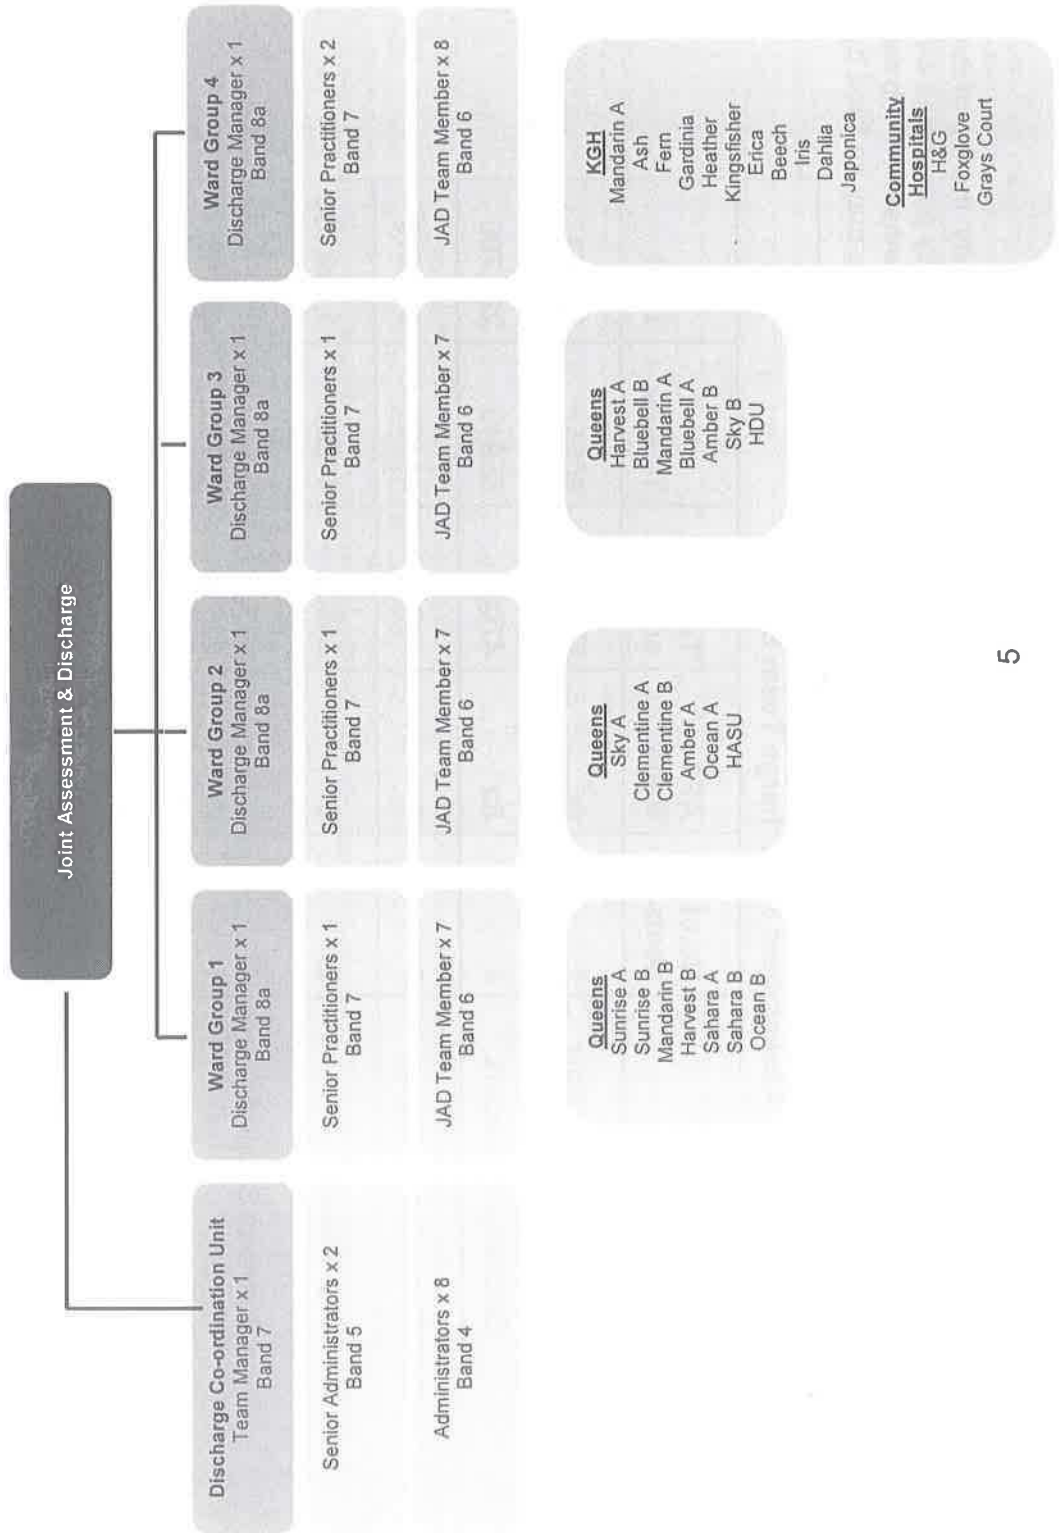 Joint Assessment & Discharge
Discharge Co-ordination Unit
Team Manager x 1
Band 7
Senior Administrators x 2
Band 5
Administrators x 8
Band 4
Ward Group 1
Discharge Manager x 1
Band 8a
Senior Practitioners x 1
Band 7
JAD Team Member x 7
Band 6
Queens
Sunrise A
Sunrise B
Mandarin B
Harvest B
Sahara A
Sahara B
Ocean B
Ward Group 2
Discharge Manager x 1
Band 8a
Senior Practitioners x 1
Band 7
JAD Team Member x 7
Band 6
Queens
Sky A
Clementine A
Clementine B
Amber A
Ocean A
HASU
Ward Group 3
Discharge Manager x 1
Band 8a
Senior Practitioners x 1
Band 7
JAD Team Member x 7
Band 6
Queens
Harvest A
Bluebell B
Mandarin A
Bluebell A
Amber B
Sky B
HDU
Ward Group 4
Discharge Manager x 1
Band 8a
Senior Practitioners x 2
Band 7
JAD Team Member x 8
Band 6
KGH
Mandarin A
Ash
Fern
Gardinia
Heather
Kingsfisher
Erica
Beech
Iris
Dahlia
Japonica
Community
Hospitals
H&G
Foxglove
Grays Court
5